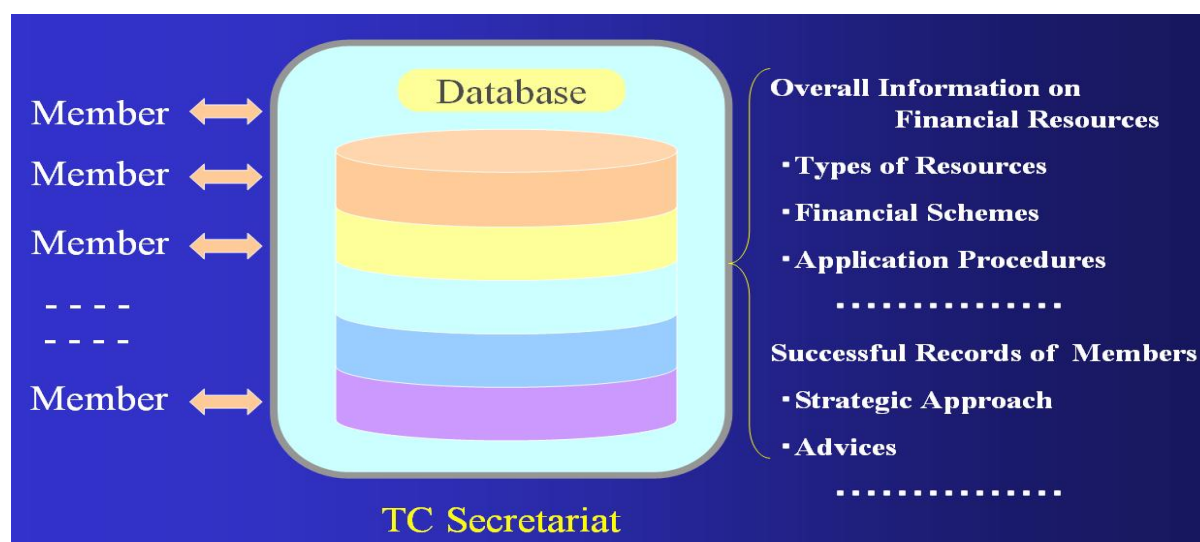 Database
Member
Member
Member
- - - -
- - - -
Member
TC Secretariat
Overall Information on
Financial Resources
▪Types of Resources
▪Financial Schemes
▪Application Procedures
...............
Successful Records of Members
▪Strategic Approach
▪Advices
...............